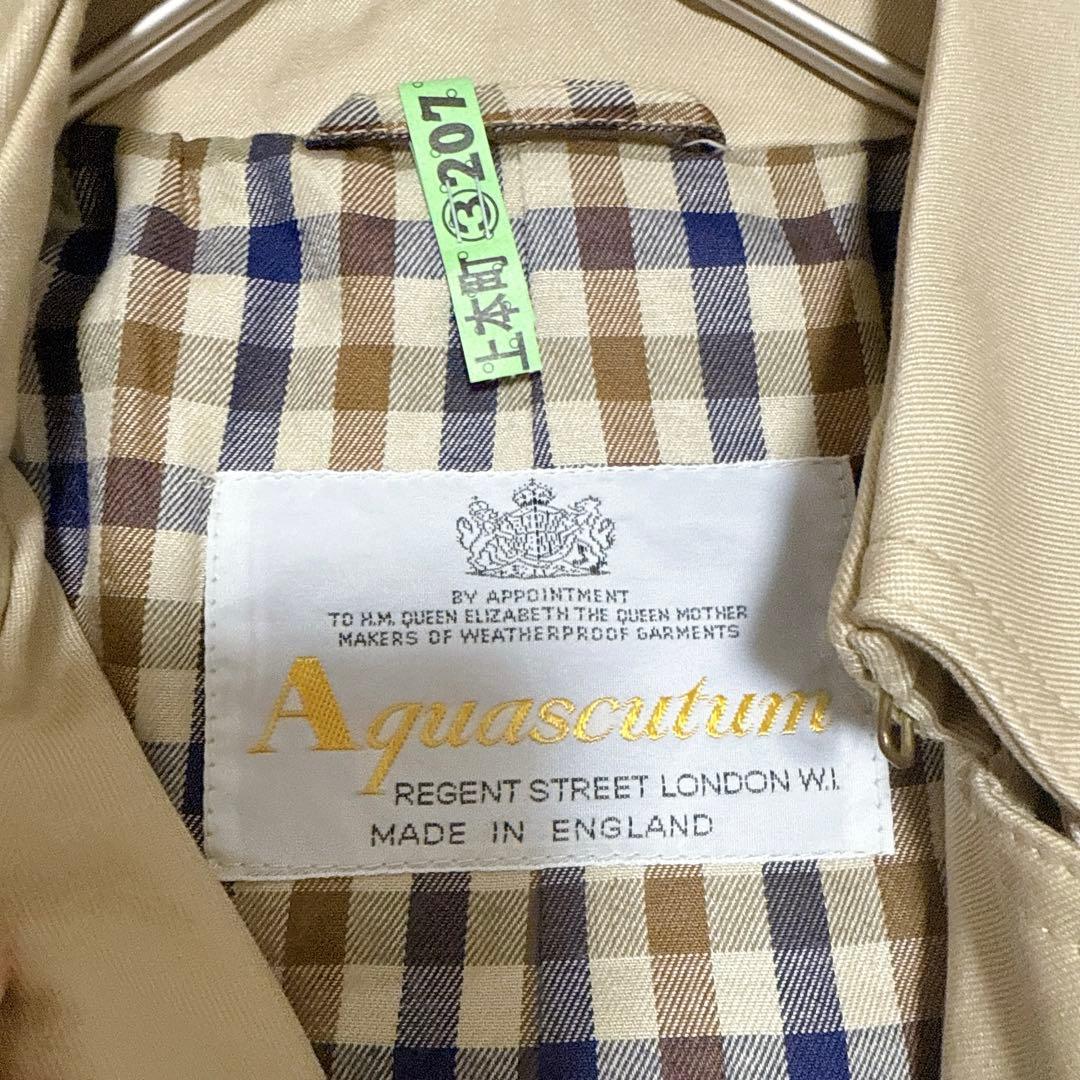 上本町③207
BY APPOINTMENT
TO H.M. QUEEN ELIZABETH THE QUEEN MOTHER
MAKERS OF WEATHERPROOF GARMENTS
Aquascutum
REGENT STREET LONDON W.I.
MADE IN ENGLAND